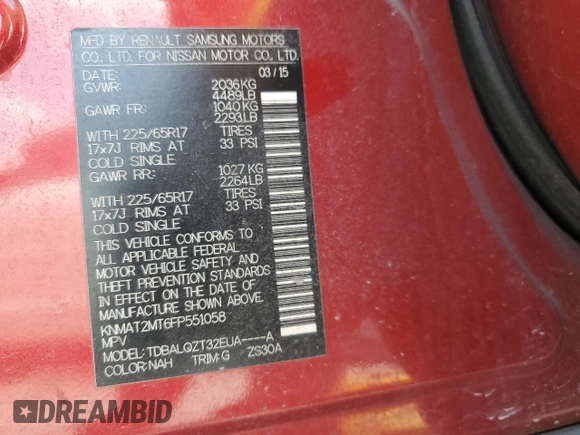 MFD BY RENAULT SAMSUNG MOTORS
CO., LTD. FOR NISSAN MOTOR CO., LTD.
DATE: 03/15
GVWR: 2036KG
4489LB
GAWR FR: 1040KG
2293LB
WITH 225/65R17 TIRES
17x7J RIMS AT 33 PSI
COLD SINGLE
GAWR RR: 1027KG
2264LB
WITH 225/65R17 TIRES
17x7J RIMS AT 33 PSI
COLD SINGLE
THIS VEHICLE CONFORMS TO
ALL APPLICABLE FEDERAL
MOTOR VEHICLE SAFETY AND
THEFT PREVENTION STANDARDS
IN EFFECT ON THE DATE OF
MANUFACTURE SHOWN ABOVE.
KNMAT2MT6FP551058
MPV
MODEL:TDBALQZT32EUA----A
COLOR:NAH TRIM:G ZS30A
DREAMBID